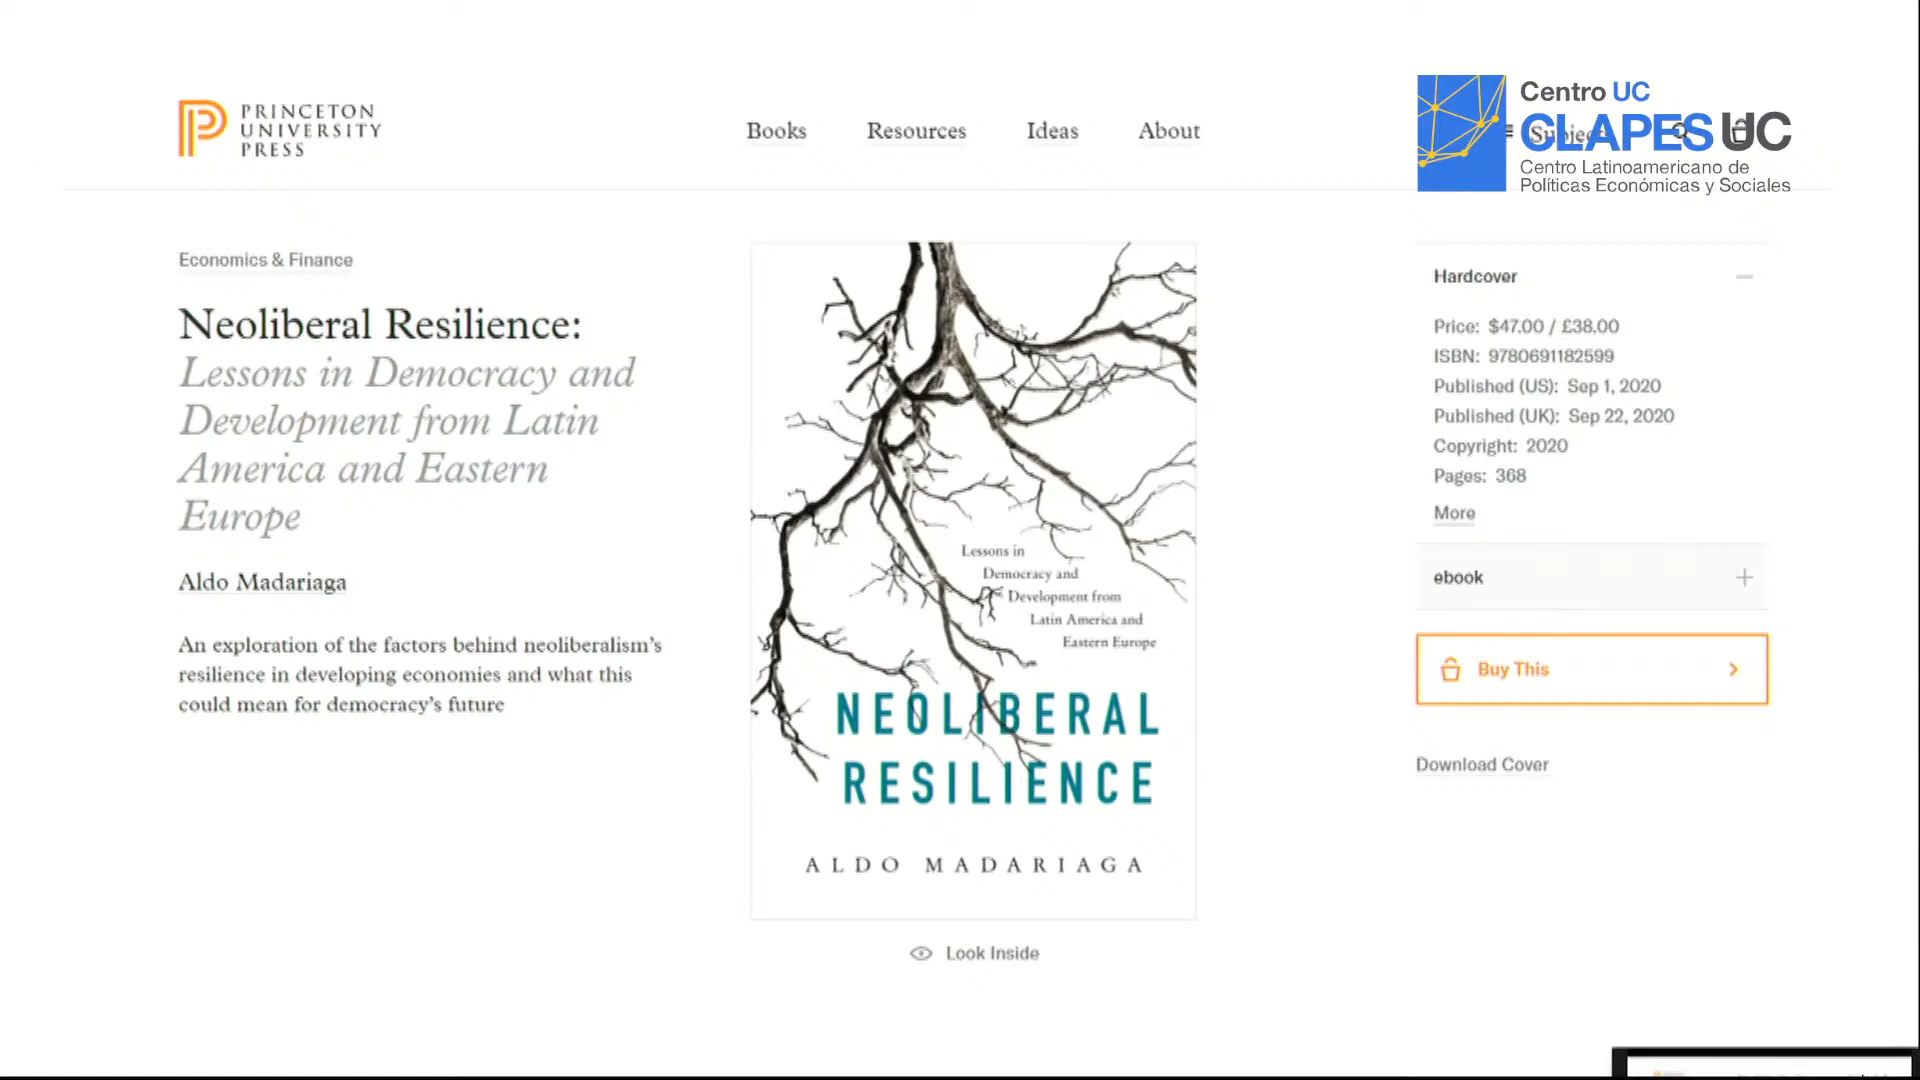 PRINCETON
UNIVERSITY
PRESS
Books
Resources
Ideas
About
Subjects
Centro UC
CLAPES UC
Centro Latinoamericano de
Políticas Económicas y Sociales
Economics & Finance
Neoliberal Resilience:
Lessons in Democracy and
Development from Latin
America and Eastern
Europe
Aldo Madariaga
An exploration of the factors behind neoliberalism’s
resilience in developing economies and what this
could mean for democracy’s future
Lessons in
Democracy and
Development from
Latin America and
Eastern Europe
NEOLIBERAL
RESILIENCE
ALDO MADARIAGA
Look Inside
Hardcover
Price: $47.00 / £38.00
ISBN: 9780691182599
Published (US): Sep 1, 2020
Published (UK): Sep 22, 2020
Copyright: 2020
Pages: 368
More
ebook
Buy This
Download Cover